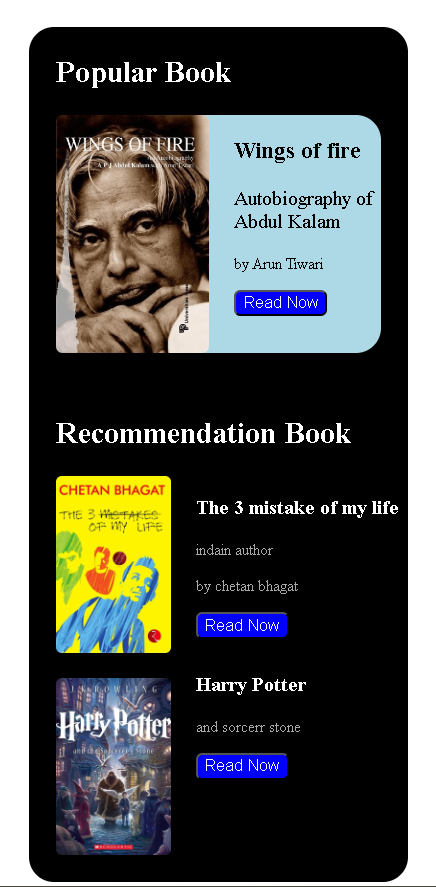 Popular Book
WINGS OF FIRE
An Autobiography
A P J Abdul Kalam with Arun Tiwari
Universities
Wings of fire
Autobiography of
Abdul Kalam
by Arun Tiwari
Read Now
Recommendation Book
CHETAN BHAGAT
THE 3 MISTAKES
OF MY LIFE
The 3 mistake of my life
indain author
by chetan bhagat
Read Now
J.K. ROWLING
Harry Potter
and the Sorcerer's Stone
SCHOLASTIC
Harry Potter
and sorcerr stone
Read Now